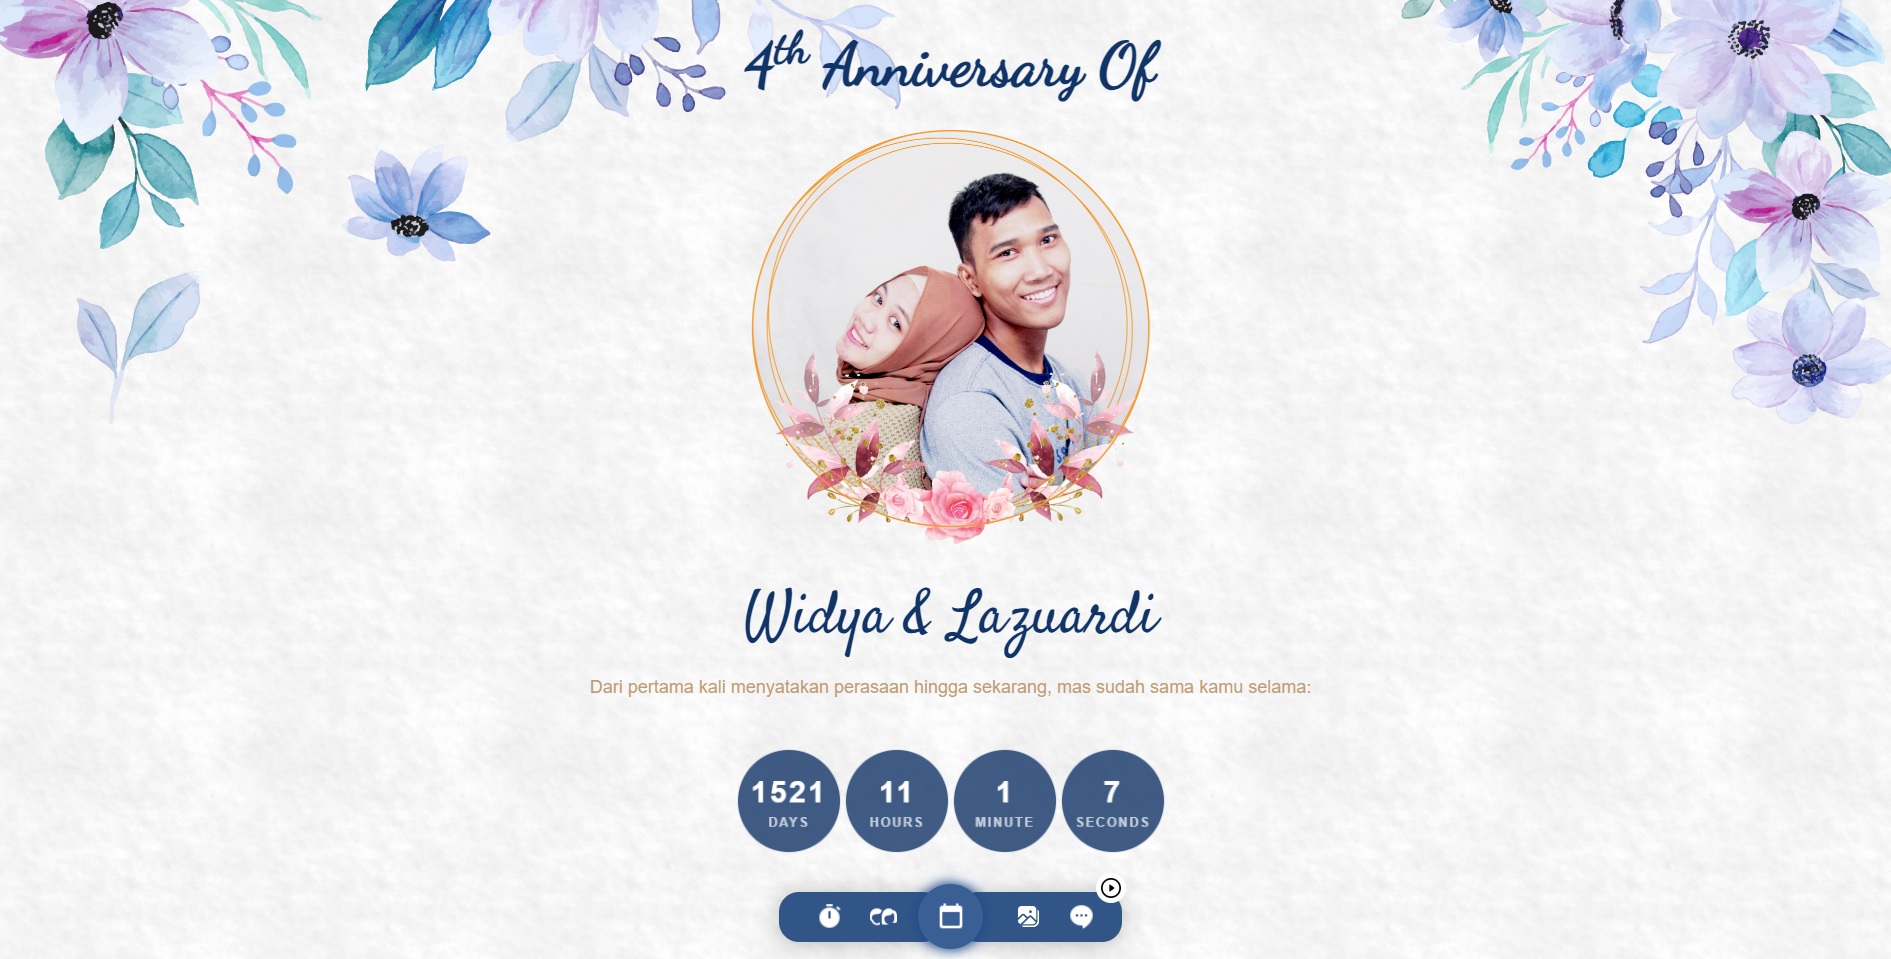 4th Anniversary Of
Widya & Lazuardi
Dari pertama kali menyatakan perasaan hingga sekarang, mas sudah sama kamu selama:
1521 11 1 7
DAYS HOURS MINUTE SECONDS